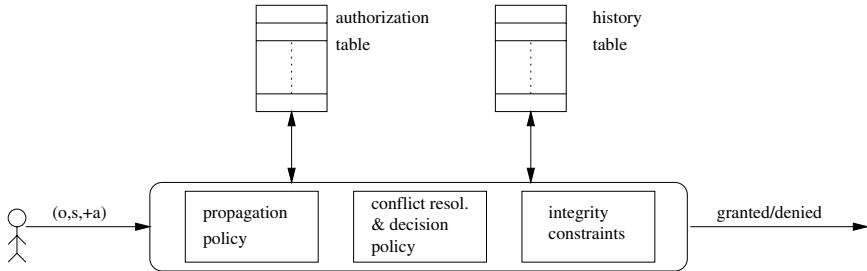 authorization
table
history
table
(o,s,+a)
propagation
policy
conflict resol.
& decision
policy
integrity
constraints
granted/denied